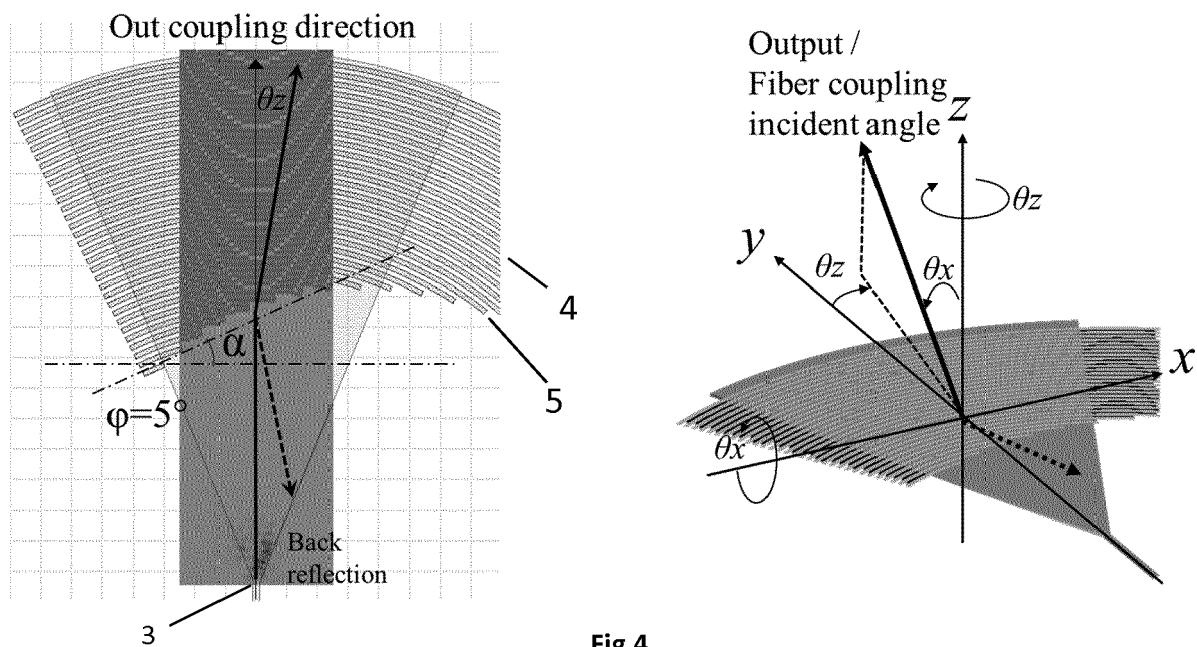 Out coupling direction
θz
α
φ=5°
4
5
Back
reflection
3
Output /
Fiber coupling
incident angle
z
θz
y
θz
θx
x
θx
Fig 4